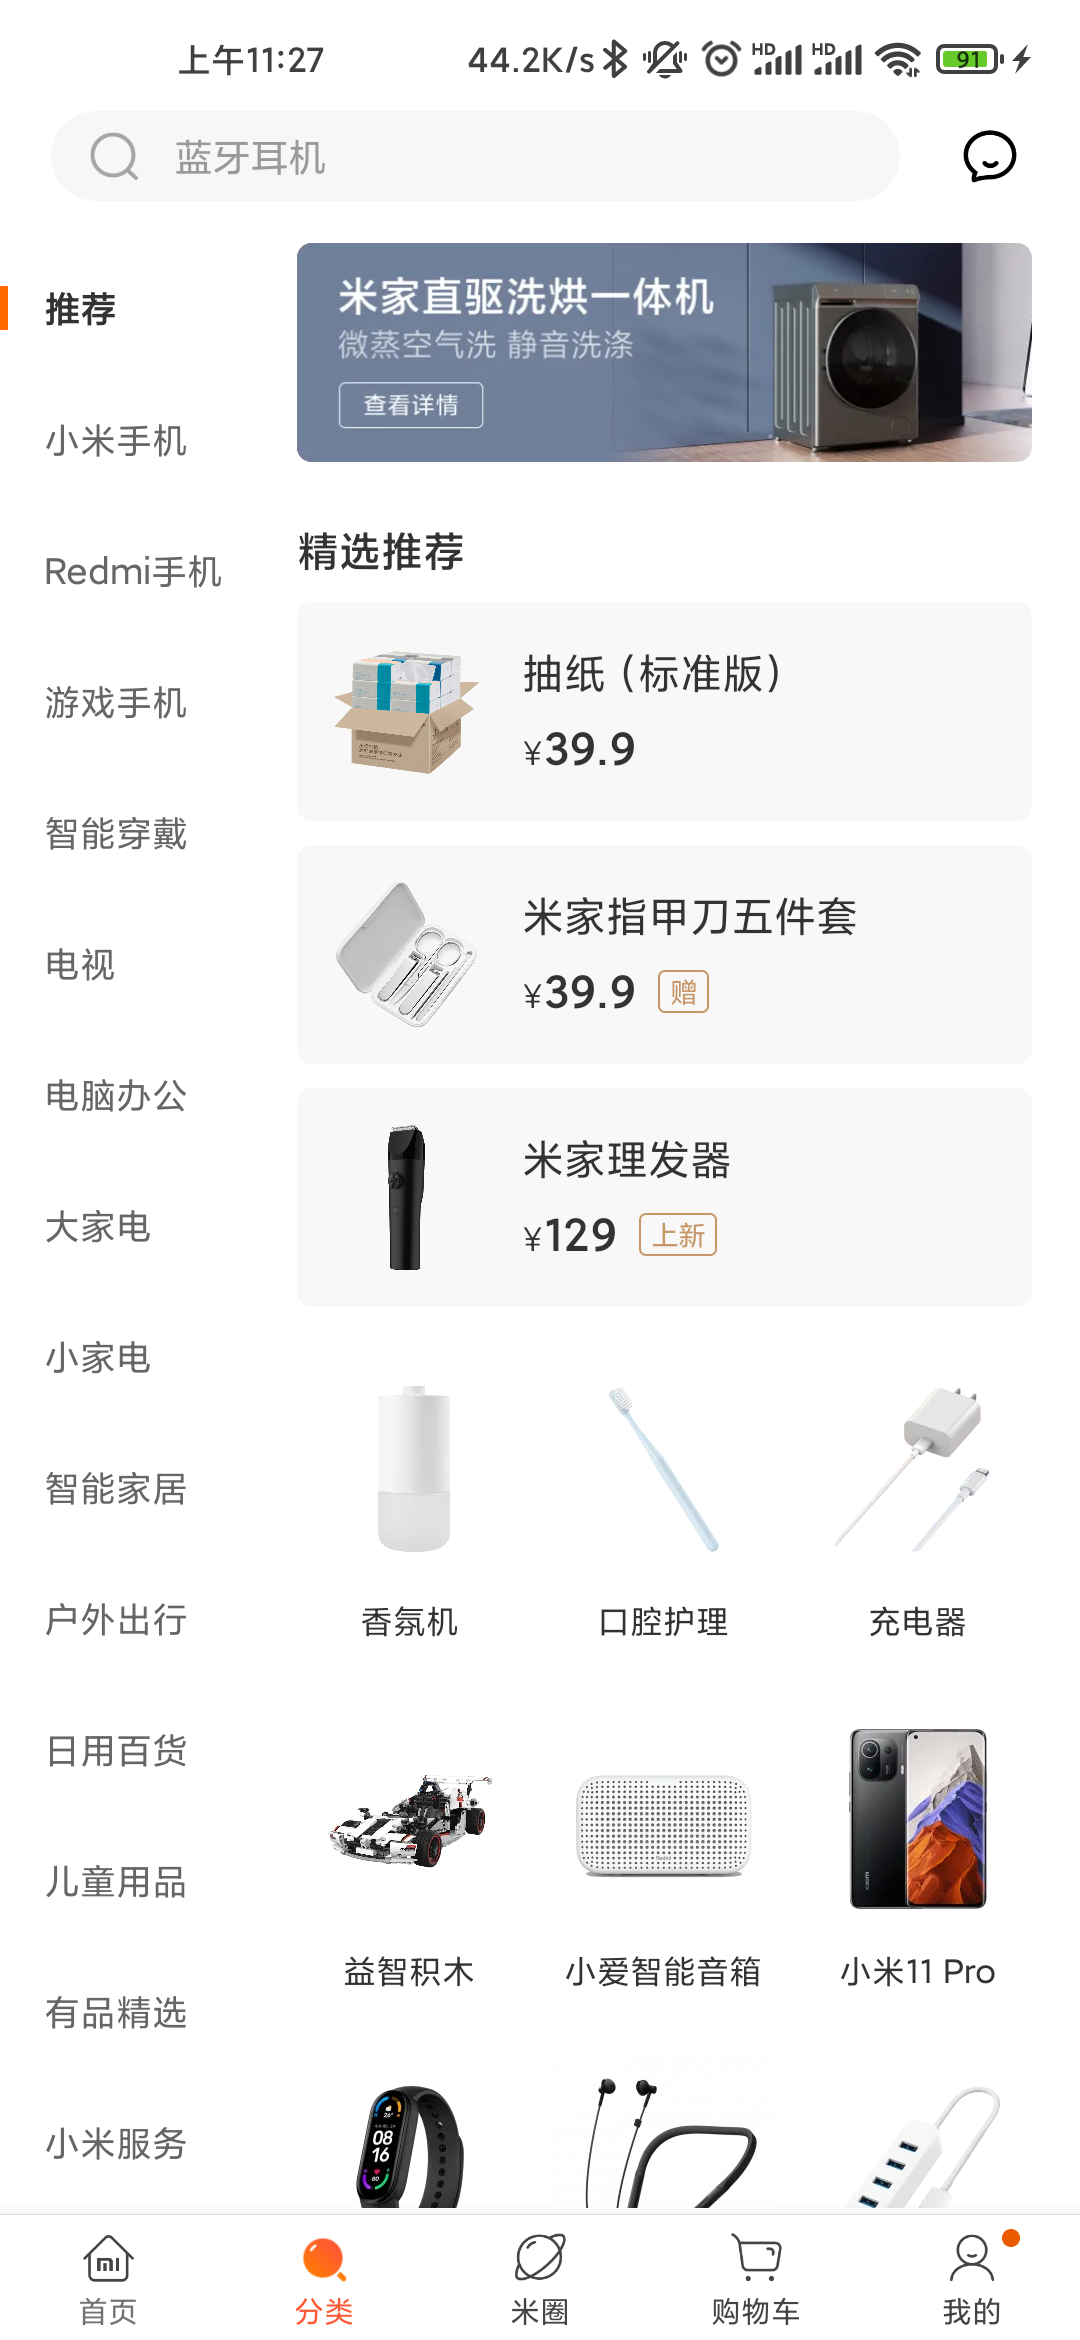 上午11:27
44.2K/s
HD
HD
91
蓝牙耳机
推荐
小米手机
Redmi手机
游戏手机
智能穿戴
电视
电脑办公
大家电
小家电
智能家居
户外出行
日用百货
儿童用品
有品精选
小米服务
米家直驱洗烘一体机
微蒸空气洗 静音洗涤
查看详情
精选推荐
抽纸（标准版）
¥39.9
米家指甲刀五件套
¥39.9 赠
米家理发器
¥129 上新
香氛机
口腔护理
充电器
益智积木
小爱智能音箱
小米11 Pro
08
16
首页
分类
米圈
购物车
我的